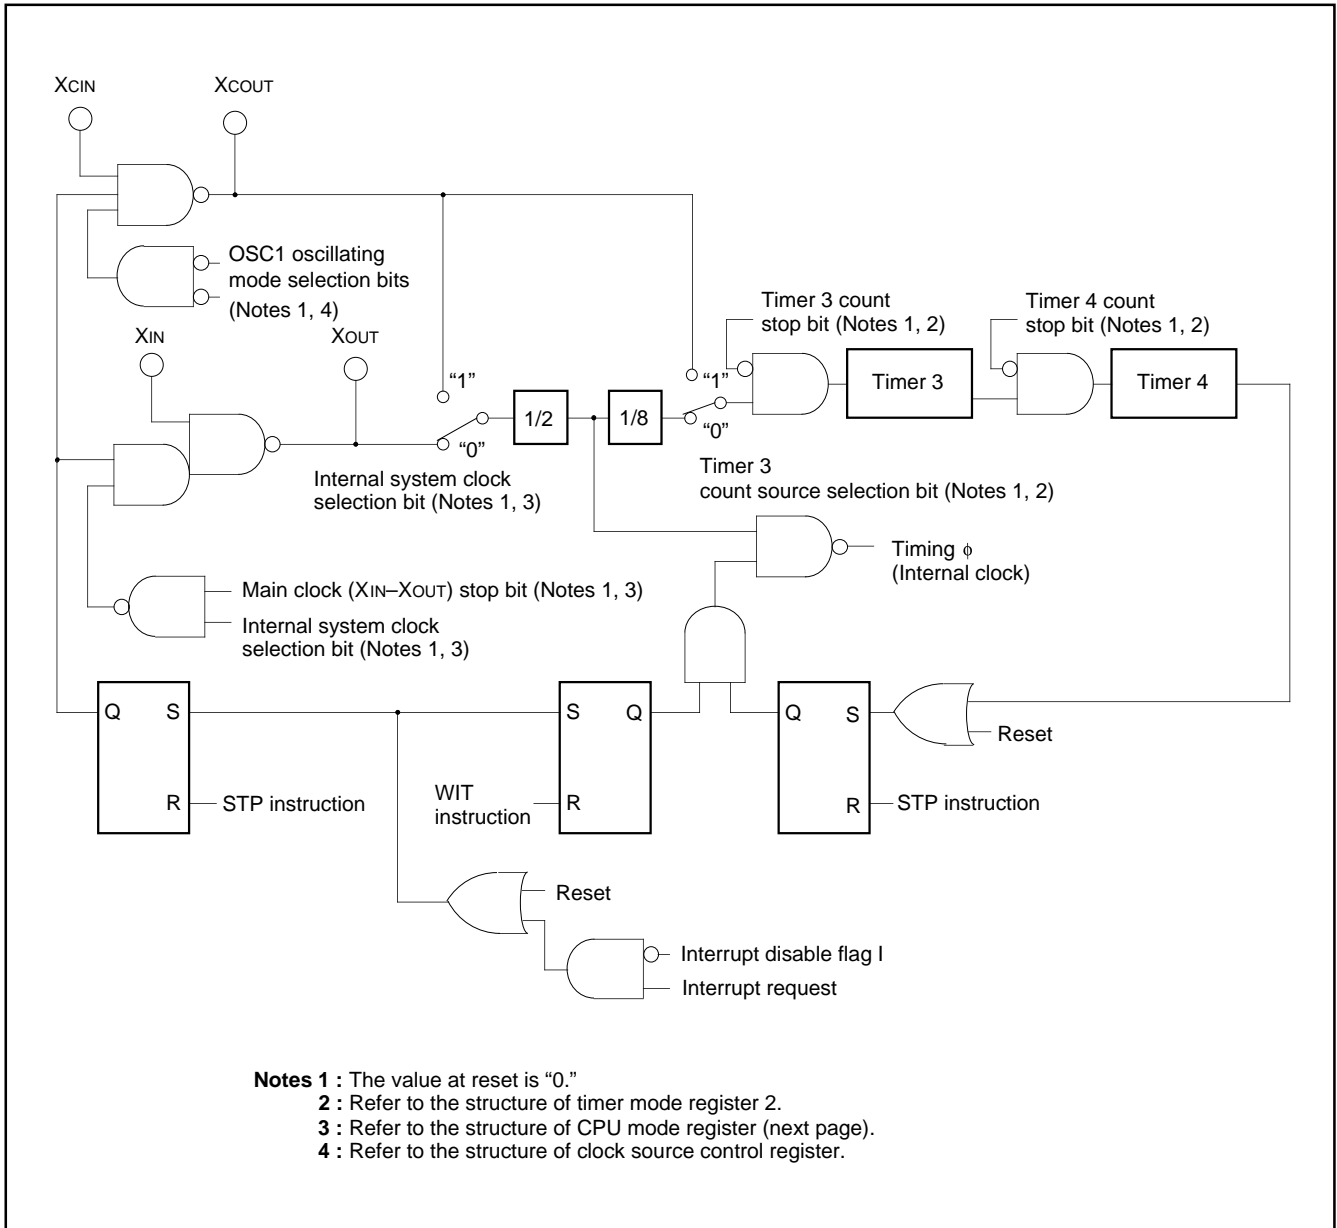 XCIN
XCOUT
OSC1 oscillating
mode selection bits
(Notes 1, 4)
XIN
XOUT
“1”
“0”
Internal system clock
selection bit (Notes 1, 3)
1/2
1/8
“1”
“0”
Timer 3
count source selection bit (Notes 1, 2)
Timer 3 count
stop bit (Notes 1, 2)
Timer 3
Timer 4 count
stop bit (Notes 1, 2)
Timer 4
Timing ϕ
(Internal clock)
Main clock (XIN–XOUT) stop bit (Notes 1, 3)
Internal system clock
selection bit (Notes 1, 3)
Q S
R
STP instruction
S Q
WIT
instruction
R
Q S
R
Reset
STP instruction
Reset
Interrupt disable flag I
Interrupt request
Notes 1 : The value at reset is “0.”
2 : Refer to the structure of timer mode register 2.
3 : Refer to the structure of CPU mode register (next page).
4 : Refer to the structure of clock source control register.